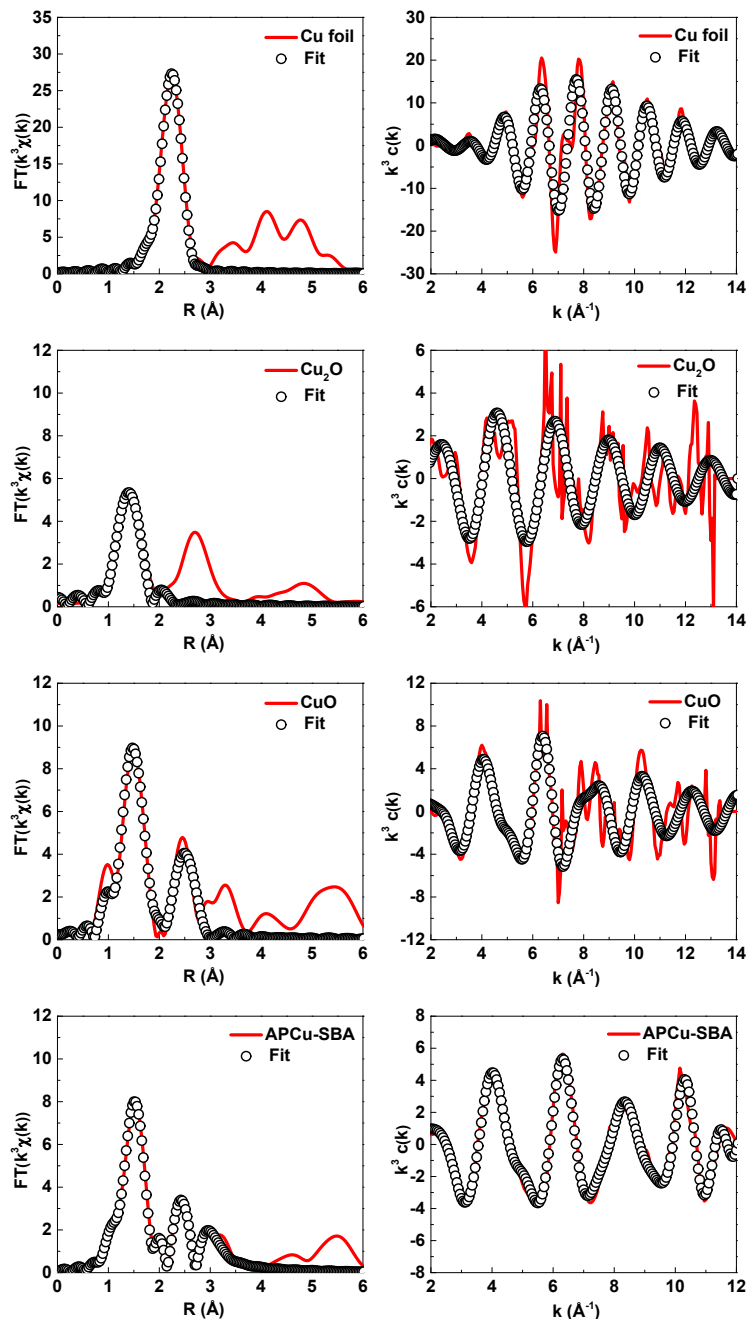 35
30
25
20
15
10
5
0
FT(k³χ(k))
Cu foil
Fit
0 1 2 3 4 5 6
R (Å)
30
20
10
0
-10
-20
-30
k³ c(k)
Cu foil
Fit
2 4 6 8 10 12 14
k (Å⁻¹)
12
10
8
6
4
2
0
FT(k³χ(k))
Cu₂O
Fit
0 1 2 3 4 5 6
R (Å)
6
4
2
0
-2
-4
-6
k³ c(k)
Cu₂O
Fit
2 4 6 8 10 12 14
k (Å⁻¹)
12
10
8
6
4
2
0
FT(k³χ(k))
CuO
Fit
0 1 2 3 4 5 6
R (Å)
12
8
4
0
-4
-8
-12
k³ c(k)
CuO
Fit
2 4 6 8 10 12 14
k (Å⁻¹)
12
10
8
6
4
2
0
FT(k³χ(k))
APCu-SBA
Fit
0 1 2 3 4 5 6
R (Å)
8
6
4
2
0
-2
-4
-6
-8
k³ c(k)
APCu-SBA
Fit
2 4 6 8 10 12
k (Å⁻¹)